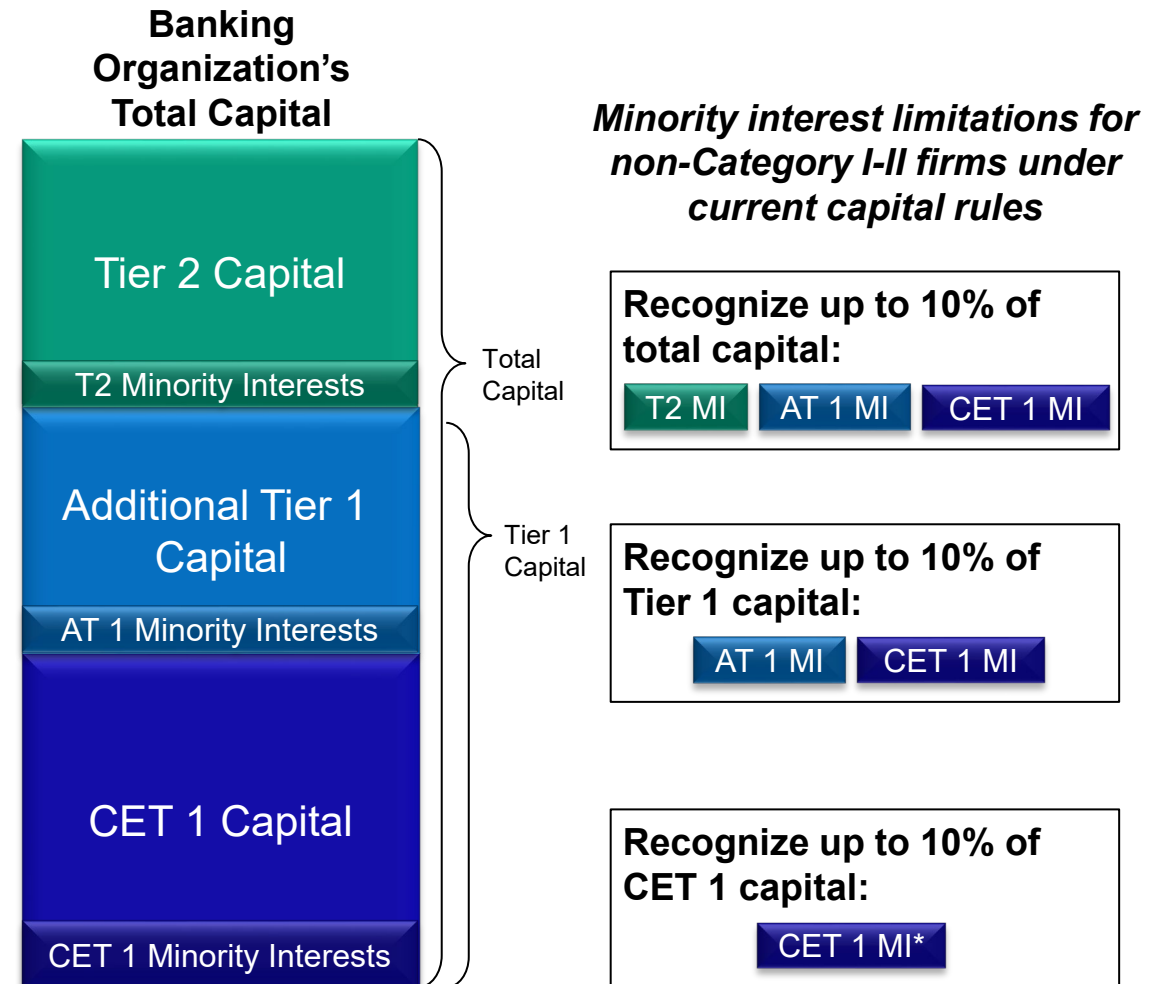 Banking
Organization’s
Total Capital
Tier 2 Capital
T2 Minority Interests
Additional Tier 1
Capital
AT 1 Minority Interests
CET 1 Capital
CET 1 Minority Interests
Total
Capital
Tier 1
Capital
Minority interest limitations for
non-Category I-II firms under
current capital rules
Recognize up to 10% of
total capital:
T2 MI
AT 1 MI
CET 1 MI
Recognize up to 10% of
Tier 1 capital:
AT 1 MI
CET 1 MI
Recognize up to 10% of
CET 1 capital:
CET 1 MI*